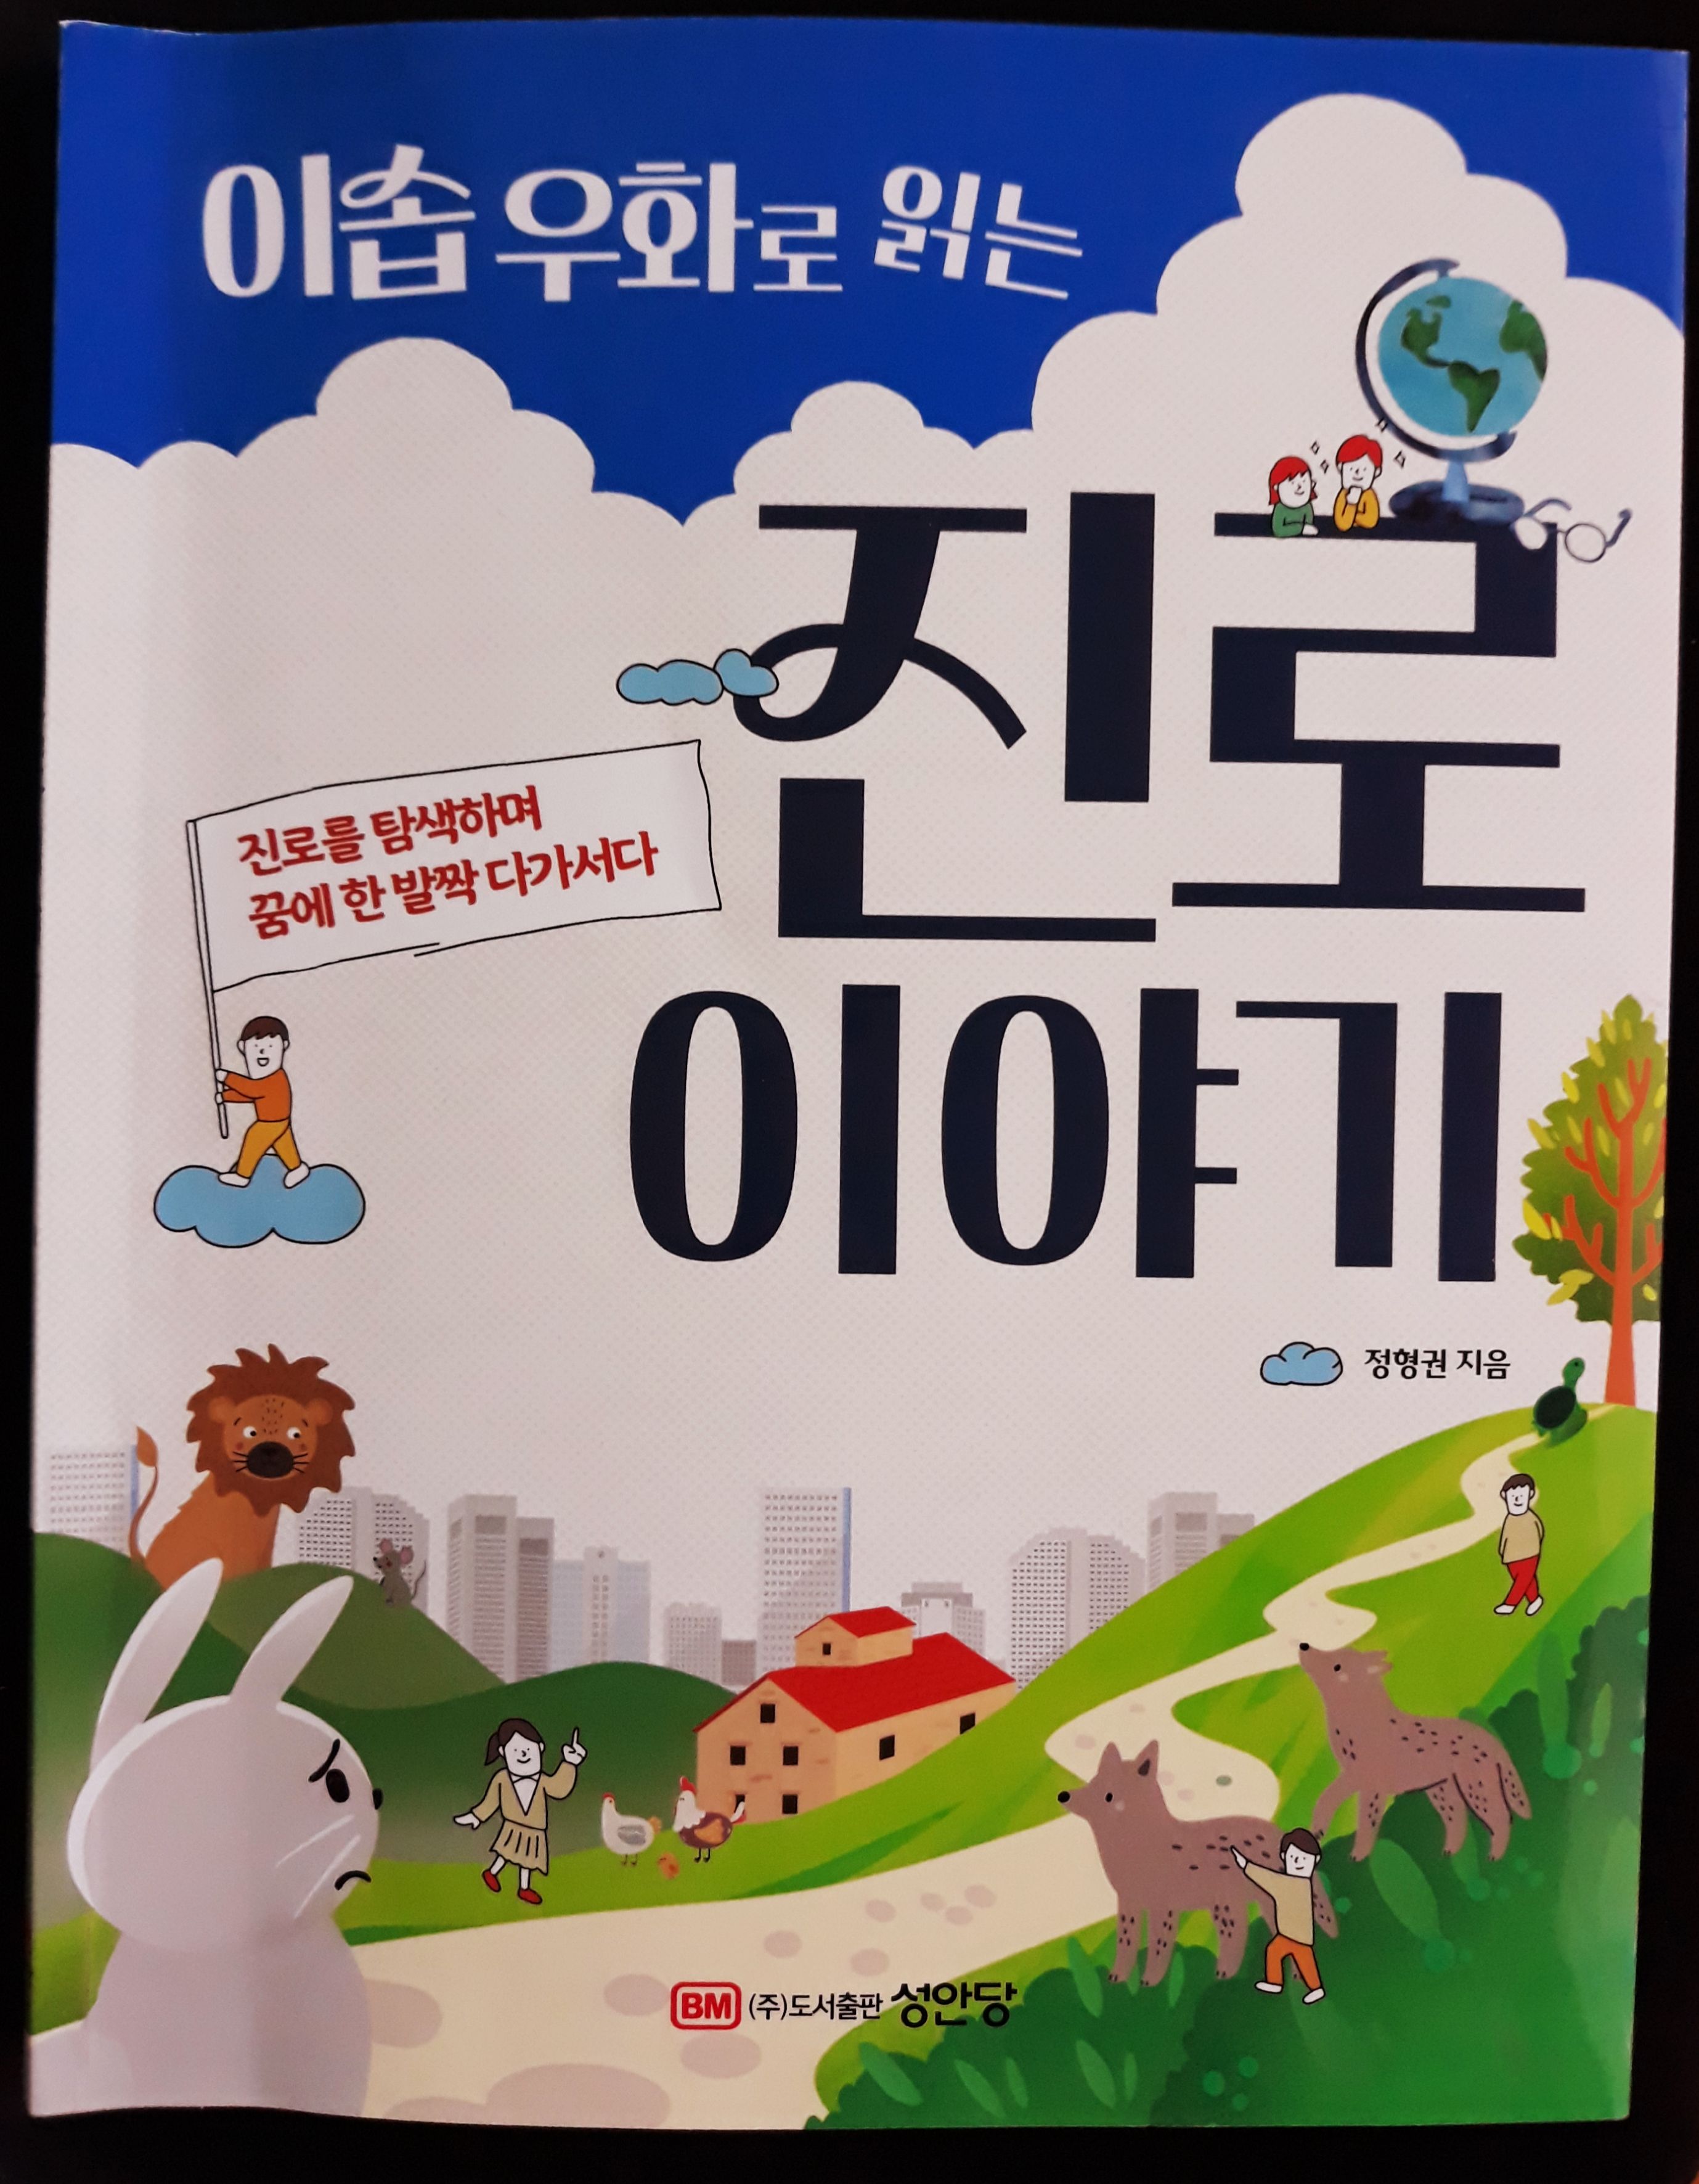 이솝 우화로 읽는
진로
이야기
진로를 탐색하며
꿈에 한 발짝 다가서다
정형권 지음
BM (주)도서출판 성안당